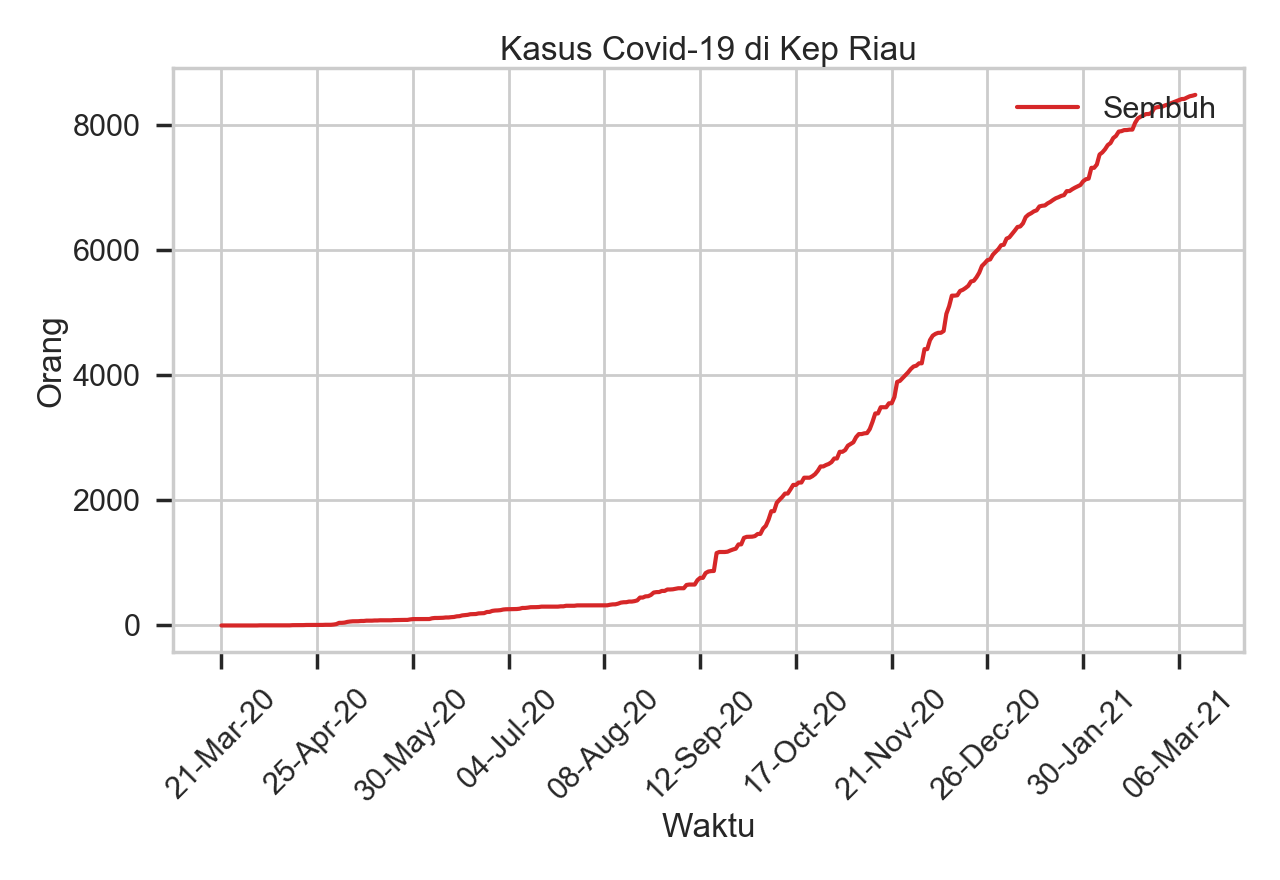 Kasus Covid-19 di Kep Riau
Sembuh
8000
6000
4000
2000
0
Orang
21-Mar-20
25-Apr-20
30-May-20
04-Jul-20
08-Aug-20
12-Sep-20
17-Oct-20
21-Nov-20
26-Dec-20
30-Jan-21
06-Mar-21
Waktu